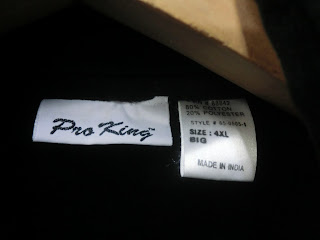 Pro King
80% COTTON
20% POLYESTER
STYLE #
SIZE : 4XL
BIG
MADE IN INDIA